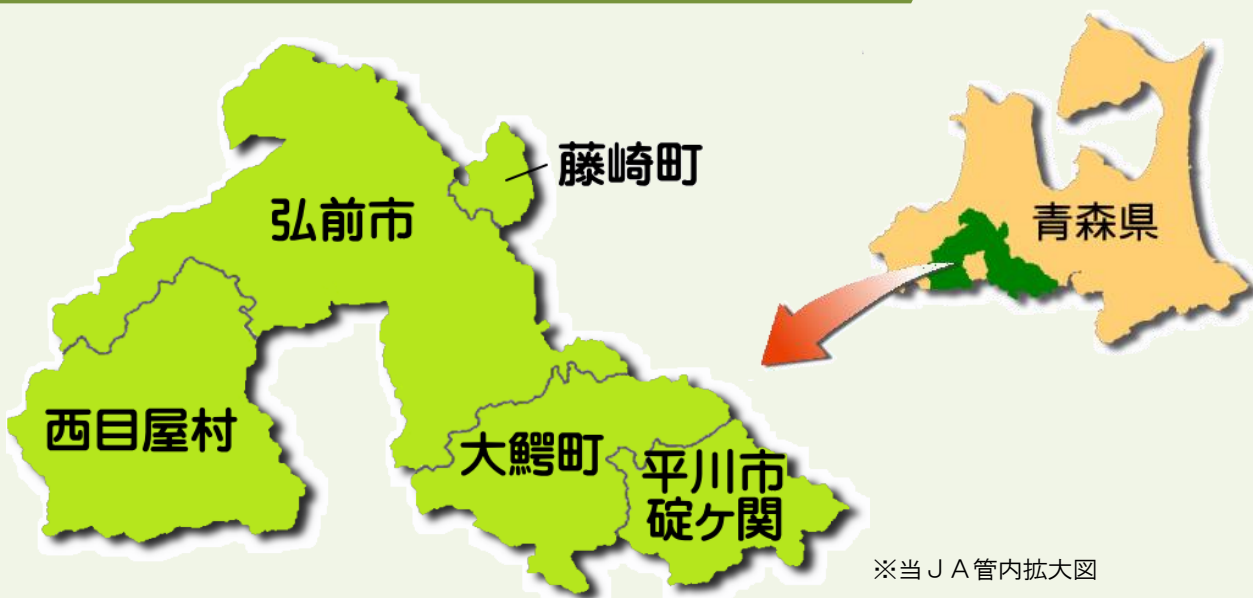 藤崎町
弘前市
青森県
西目屋村
大鰐町
平川市
碇ヶ関
※当ＪＡ管内拡大図